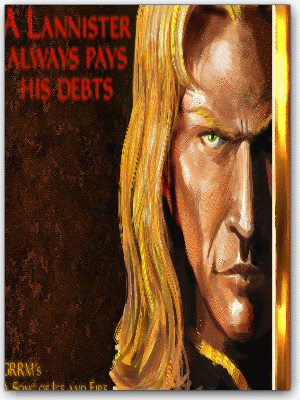 A Lannister
always pays
his debts
GRRM's
A Song of Ice and Fire